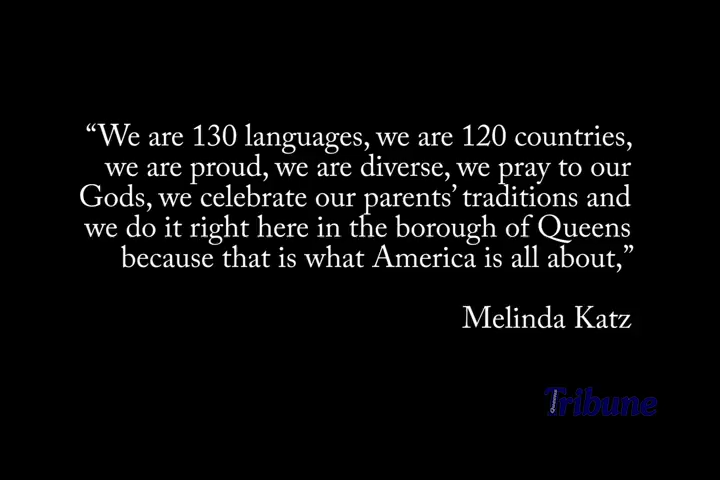 “We are 130 languages, we are 120 countries,
we are proud, we are diverse, we pray to our
Gods, we celebrate our parents’ traditions and
we do it right here in the borough of Queens
because that is what America is all about,”
Melinda Katz
Tribune